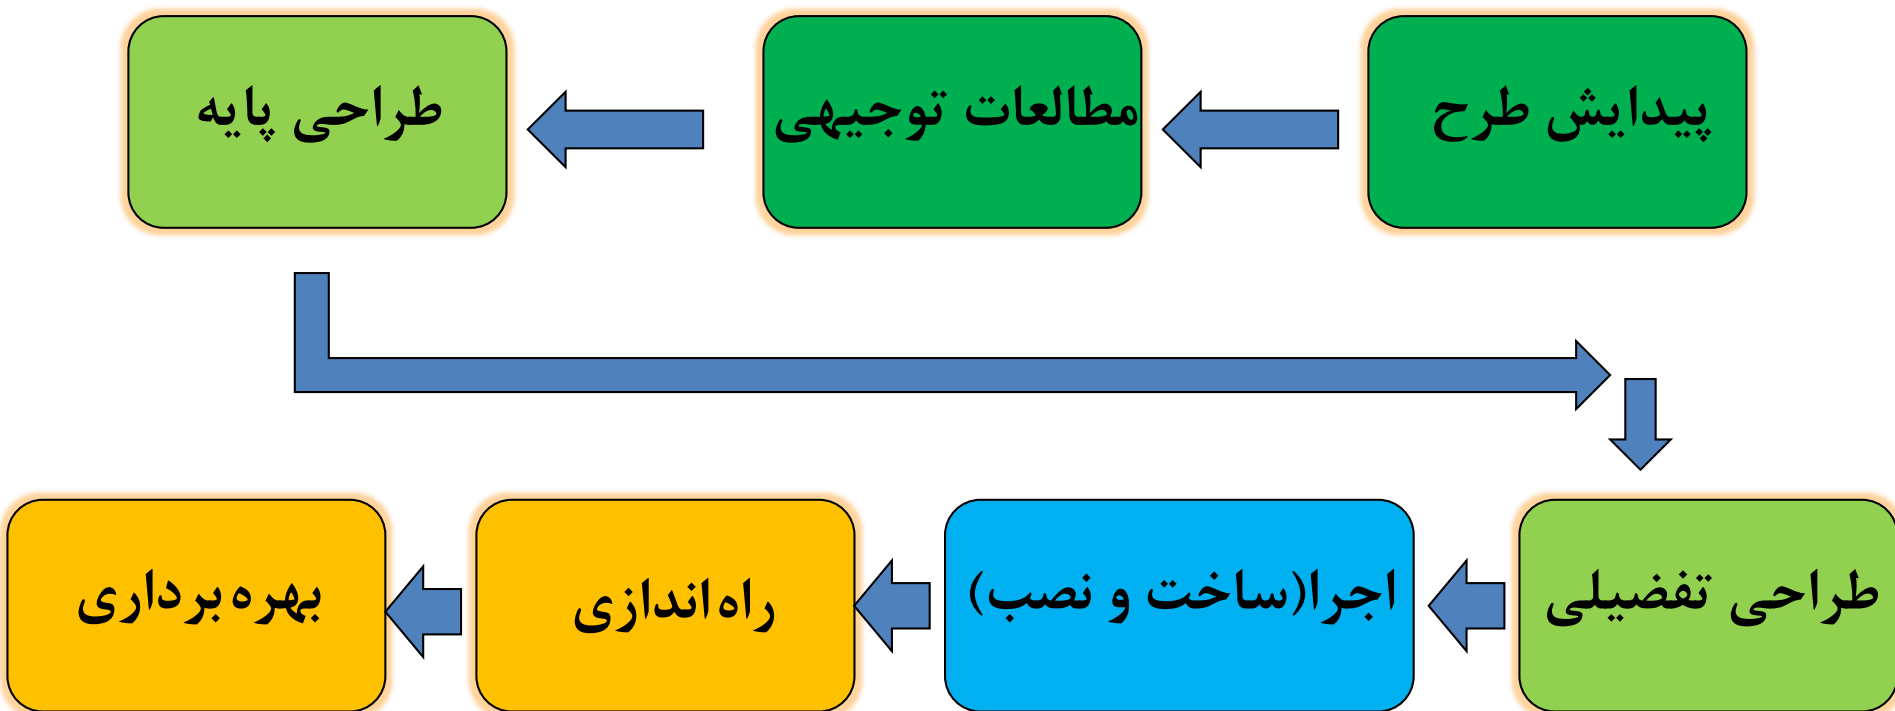 پیدایش طرح
مطالعات توجیهی
طراحی پایه
طراحی تفضیلی
اجرا(ساخت و نصب)
راه‌اندازی
بهره‌برداری